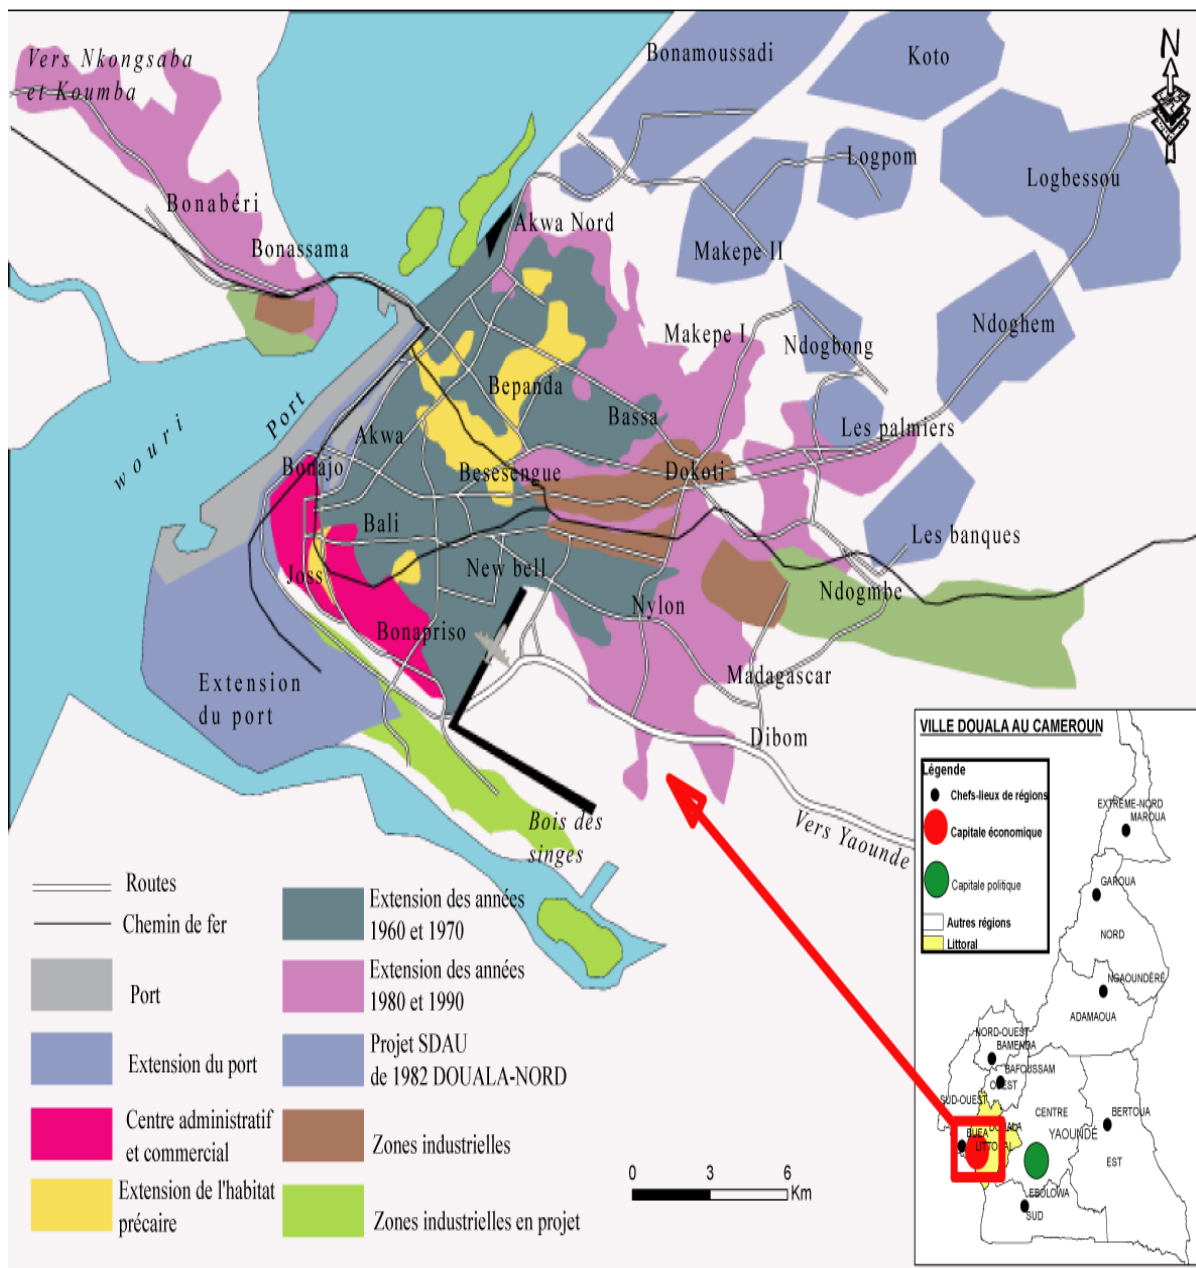 Vers Nkongsaba
et Koumba
Bonamoussadi
Koto
N
Logpom
Logbessou
Bonabéri
Bonassama
Akwa Nord
Makepe II
Makepe I
Ndogbong
Ndoghem
Port
wouri
Bepanda
Bassa
Akwa
Les palmiers
Bonajo
Besesengue
Dokoti
Bali
Les banques
Joss
New bell
Nylon
Ndogmbe
Bonapriso
Madagascar
Extension
du port
Dibom
Bois des
singes
Vers Yaounde
Routes
Chemin de fer
Port
Extension du port
Centre administratif
et commercial
Extension de l'habitat
précaire
Extension des années
1960 et 1970
Extension des années
1980 et 1990
Projet SDAU
de 1982 DOUALA-NORD
Zones industrielles
Zones industrielles en projet
0 3 6
Km
VILLE DOUALA AU CAMEROUN
Légende
Chefs-lieux de régions
Capitale économique
Capitale politique
Autres régions
Littoral
EXTREME-NORD
MAROUA
GAROUA
NORD
NGAOUNDÉRÉ
ADAMAOUA
NORD-OUEST
BAMENDA
BAFOUSSAM
OUEST
SUD-OUEST
CENTRE
BERTOUA
DOUALA
BUEA
YAOUNDE
LITTORAL
EST
EBOLOWA
SUD